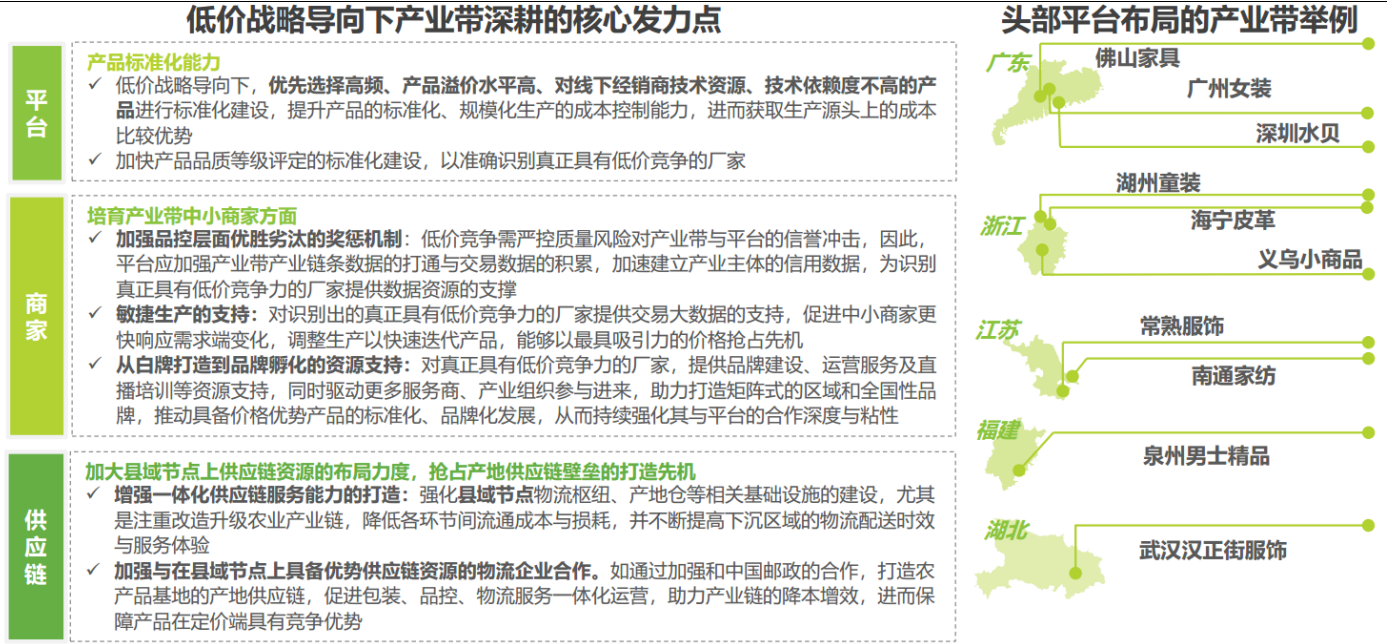 低价战略导向下产业带深耕的核心发力点
平台
产品标准化能力
✓ 低价战略导向下，优先选择高频、产品溢价水平高、对线下经销商技术资源、技术依赖度不高的产
品进行标准化建设，提升产品的标准化、规模化生产的成本控制能力，进而获取生产源头上的成本
比较优势
✓ 加快产品品质等级评定的标准化建设，以准确识别真正具有低价竞争的厂家
商家
培育产业带中小商家方面
✓ 加强品控层面优胜劣汰的奖惩机制：低价竞争需严控质量风险对产业带与平台的信誉冲击，因此，
平台应加强产业带产业链条数据的打通与交易数据的积累，加速建立产业主体的信用数据，为识别
真正具有低价竞争力的厂家提供数据资源的支撑
✓ 敏捷生产的支持：对识别出的真正具有低价竞争力的厂家提供交易大数据的支持，促进中小商家更
快响应需求端变化，调整生产以快速迭代产品，能够以最具吸引力的价格抢占先机
✓ 从白牌打造到品牌孵化的资源支持：对真正具有低价竞争力的厂家，提供品牌建设、运营服务及直
播培训等资源支持，同时驱动更多服务商、产业组织参与进来，助力打造矩阵式的区域和全国性品
牌，推动具备价格优势产品的标准化、品牌化发展，从而持续强化其与平台的合作深度与粘性
供应链
加大县域节点上供应链资源的布局力度，抢占产地供应链壁垒的打造先机
✓ 增强一体化供应链服务能力的打造：强化县域节点物流枢纽、产地仓等相关基础设施的建设，尤其
是注重改造升级农业产业链，降低各环节间流通成本与损耗，并不断提高下沉区域的物流配送时效
与服务体验
✓ 加强与在县域节点上具备优势供应链资源的物流企业合作。如通过加强和中国邮政的合作，打造农
产品基地的产地供应链，促进包装、品控、物流服务一体化运营，助力产业链的降本增效，进而保
障产品在定价端具有竞争优势
头部平台布局的产业带举例
广东
佛山家具
广州女装
深圳水贝
浙江
湖州童装
海宁皮革
义乌小商品
江苏
常熟服饰
南通家纺
福建
泉州男士精品
湖北
武汉汉正街服饰